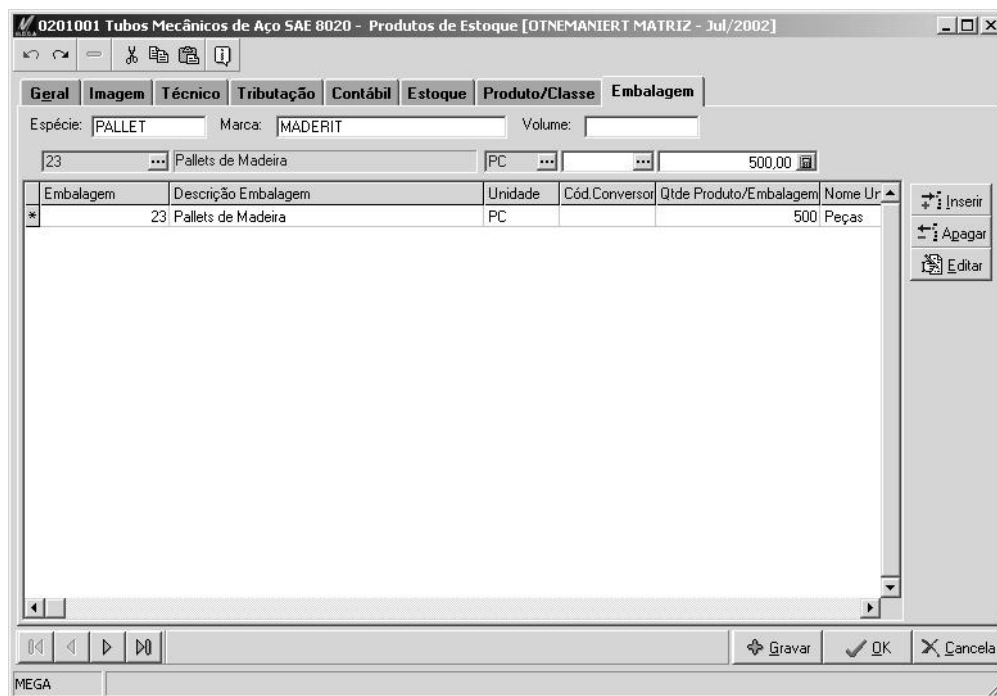 0201001 Tubos Mecânicos de Aço SAE 8020 - Produtos de Estoque [OTNEMANIERT MATRIZ - Jul/2002]
Geral Imagem Técnico Tributação Contábil Estoque Produto/Classe Embalagem
Espécie: PALLET Marca: MADERIT Volume:
23 ... Pallets de Madeira PC ... ... 500,00
Embalagem Descrição Embalagem Unidade Cód.Conversor Qtde Produto/Embalagem Nome Ur
* 23 Pallets de Madeira PC 500 Peças
Inserir
Apagar
Editar
Gravar OK Cancela
MEGA